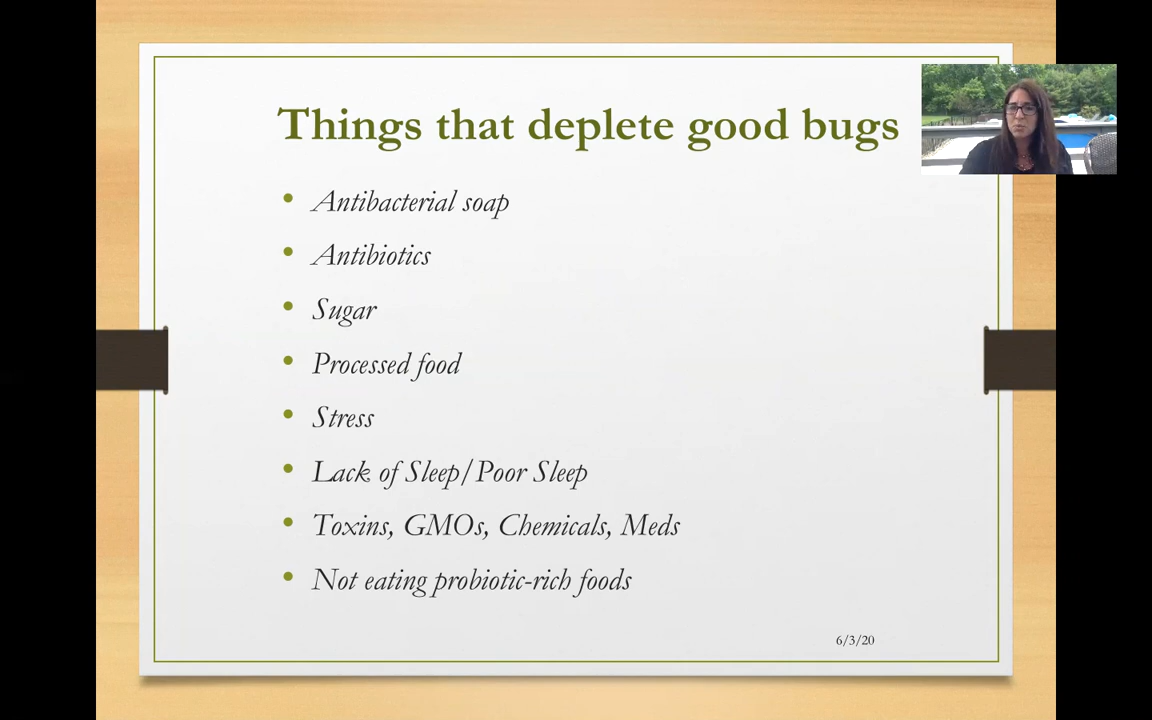 Things that deplete good bugs
• Antibacterial soap
• Antibiotics
• Sugar
• Processed food
• Stress
• Lack of Sleep/Poor Sleep
• Toxins, GMOs, Chemicals, Meds
• Not eating probiotic-rich foods
6/3/20